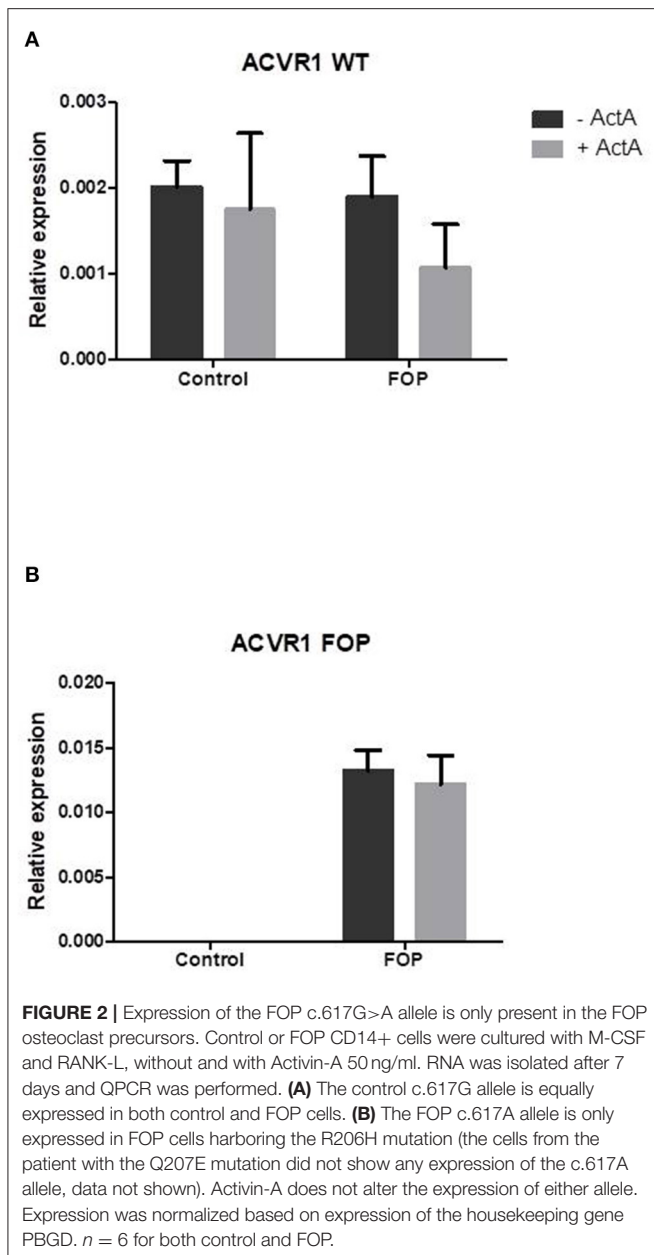 A
ACVR1 WT
- ActA
+ ActA
Relative expression
0.003
0.002
0.001
0.000
Control FOP
B
ACVR1 FOP
Relative expression
0.020
0.015
0.010
0.005
0.000
Control FOP
FIGURE 2 | Expression of the FOP c.617G>A allele is only present in the FOP
osteoclast precursors. Control or FOP CD14+ cells were cultured with M-CSF
and RANK-L, without and with Activin-A 50 ng/ml. RNA was isolated after 7
days and QPCR was performed. (A) The control c.617G allele is equally
expressed in both control and FOP cells. (B) The FOP c.617A allele is only
expressed in FOP cells harboring the R206H mutation (the cells from the
patient with the Q207E mutation did not show any expression of the c.617A
allele, data not shown). Activin-A does not alter the expression of either allele.
Expression was normalized based on expression of the housekeeping gene
PBGD. n = 6 for both control and FOP.